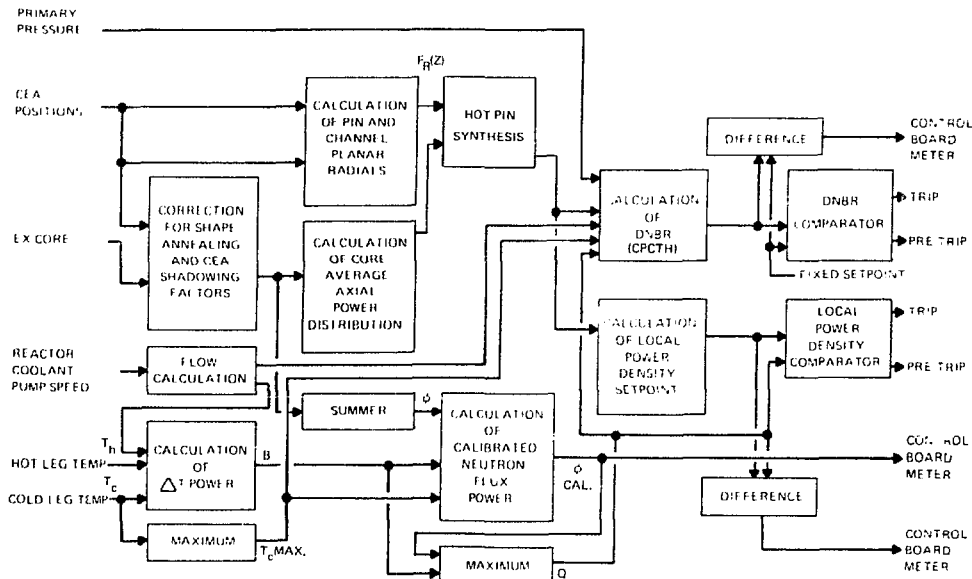 PRIMARY
PRESSURE
CEA
POSITIONS
EX CORE
REACTOR
COOLANT
PUMP SPEED
HOT LEG TEMP
COLD LEG TEMP
T_h
T_c
CORRECTION
FOR SHAPE
ANNEALING
AND CEA
SHADOWING
FACTORS
FLOW
CALCULATION
CALCULATION
OF
△T POWER
MAXIMUM
CALCULATION
OF PIN AND
CHANNEL
PLANAR
RADIALS
CALCULATION
OF CORE
AVERAGE
AXIAL
POWER
DISTRIBUTION
SUMMER
ϕ
B
T_c MAX.
F_R(Z)
HOT PIN
SYNTHESIS
CALCULATION
OF
CALIBRATED
NEUTRON
FLUX
POWER
ϕ
CAL.
MAXIMUM
Q
CALCULATION
OF
DNBR
(CPCTH)
CALCULATION
OF LOCAL
POWER
DENSITY
SETPOINT
DIFFERENCE
DNBR
COMPARATOR
FIXED SETPOINT
LOCAL
POWER
DENSITY
COMPARATOR
DIFFERENCE
CONTROL
BOARD
METER
TRIP
PRE TRIP
TRIP
PRE TRIP
CONTROL
BOARD
METER
CONTROL
BOARD
METER